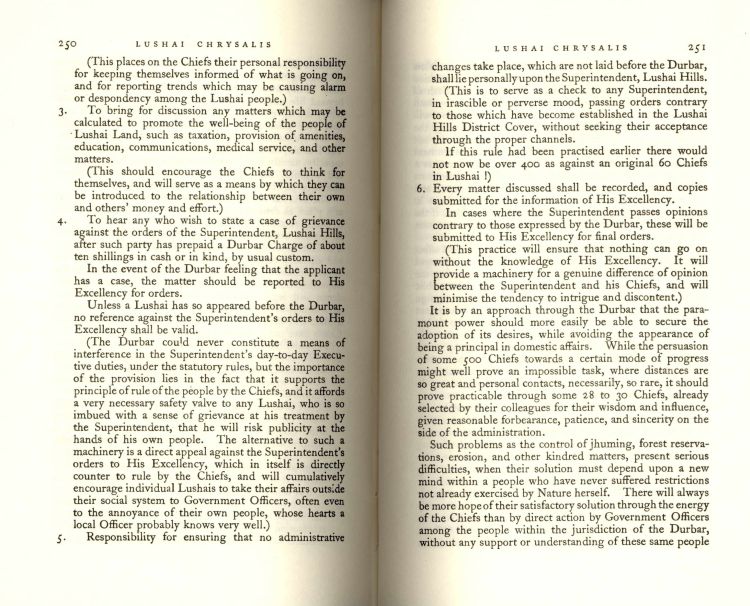 250 LUSHAI CHRYSALIS
(This places on the Chiefs their personal responsibility
for keeping themselves informed of what is going on,
and for reporting trends which may be causing alarm
or despondency among the Lushai people.)
3. To bring for discussion any matters which may be
calculated to promote the well-being of the people of
Lushai Land, such as taxation, provision of amenities,
education, communications, medical service, and other
matters.
(This should encourage the Chiefs to think for
themselves, and will serve as a means by which they can
be introduced to the relationship between their own
and others' money and effort.)
4. To hear any who wish to state a case of grievance
against the orders of the Superintendent, Lushai Hills,
after such party has prepaid a Durbar Charge of about
ten shillings in cash or in kind, by usual custom.
In the event of the Durbar feeling that the applicant
has a case, the matter should be reported to His
Excellency for orders.
Unless a Lushai has so appeared before the Durbar,
no reference against the Superintendent's orders to His
Excellency shall be valid.
(The Durbar could never constitute a means of
interference in the Superintendent's day-to-day Execu-
tive duties, under the statutory rules, but the importance
of the provision lies in the fact that it supports the
principle of rule of the people by the Chiefs, and it affords
a very necessary safety valve to any Lushai, who is so
imbued with a sense of grievance at his treatment by
the Superintendent, that he will risk publicity at the
hands of his own people. The alternative to such a
machinery is a direct appeal against the Superintendent's
orders to His Excellency, which in itself is directly
counter to rule by the Chiefs, and will cumulatively
encourage individual Lushais to take their affairs outside
their social system to Government Officers, often even
to the annoyance of their own people, whose hearts a
local Officer probably knows very well.)
5. Responsibility for ensuring that no administrative
LUSHAI CHRYSALIS 251
changes take place, which are not laid before the Durbar,
shall lie personally upon the Superintendent, Lushai Hills.
(This is to serve as a check to any Superintendent,
in irascible or perverse mood, passing orders contrary
to those which have become established in the Lushai
Hills District Cover, without seeking their acceptance
through the proper channels.
If this rule had been practised earlier there would
not now be over 400 as against an original 60 Chiefs
in Lushai !)
6. Every matter discussed shall be recorded, and copies
submitted for the information of His Excellency.
In cases where the Superintendent passes opinions
contrary to those expressed by the Durbar, these will be
submitted to His Excellency for final orders.
(This practice will ensure that nothing can go on
without the knowledge of His Excellency. It will
provide a machinery for a genuine difference of opinion
between the Superintendent and his Chiefs, and will
minimise the tendency to intrigue and discontent.)
It is by an approach through the Durbar that the para-
mount power should more easily be able to secure the
adoption of its desires, while avoiding the appearance of
being a principal in domestic affairs. While the persuasion
of some 500 Chiefs towards a certain mode of progress
might well prove an impossible task, where distances are
so great and personal contacts, necessarily, so rare, it should
prove practicable through some 28 to 30 Chiefs, already
selected by their colleagues for their wisdom and influence,
given reasonable forbearance, patience, and sincerity on the
side of the administration.
Such problems as the control of jhuming, forest reserva-
tions, erosion, and other kindred matters, present serious
difficulties, when their solution must depend upon a new
mind within a people who have never suffered restrictions
not already exercised by Nature herself. There will always
be more hope of their satisfactory solution through the energy
of the Chiefs than by direct action by Government Officers
among the people within the jurisdiction of the Durbar,
without any support or understanding of these same people